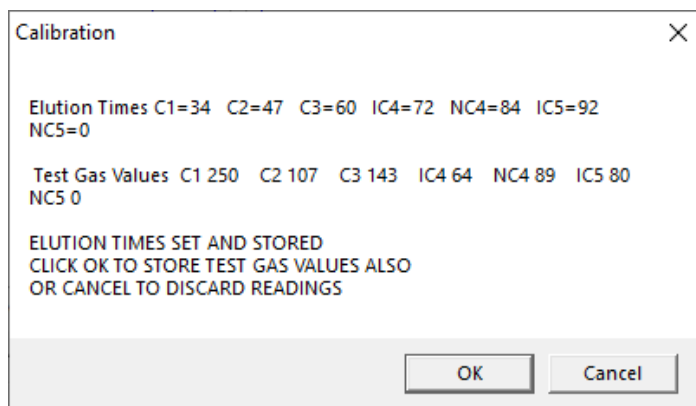 Calibration
Elution Times C1=34 C2=47 C3=60 IC4=72 NC4=84 IC5=92
NC5=0
Test Gas Values C1 250 C2 107 C3 143 IC4 64 NC4 89 IC5 80
NC5 0
ELUTION TIMES SET AND STORED
CLICK OK TO STORE TEST GAS VALUES ALSO
OR CANCEL TO DISCARD READINGS
OK Cancel